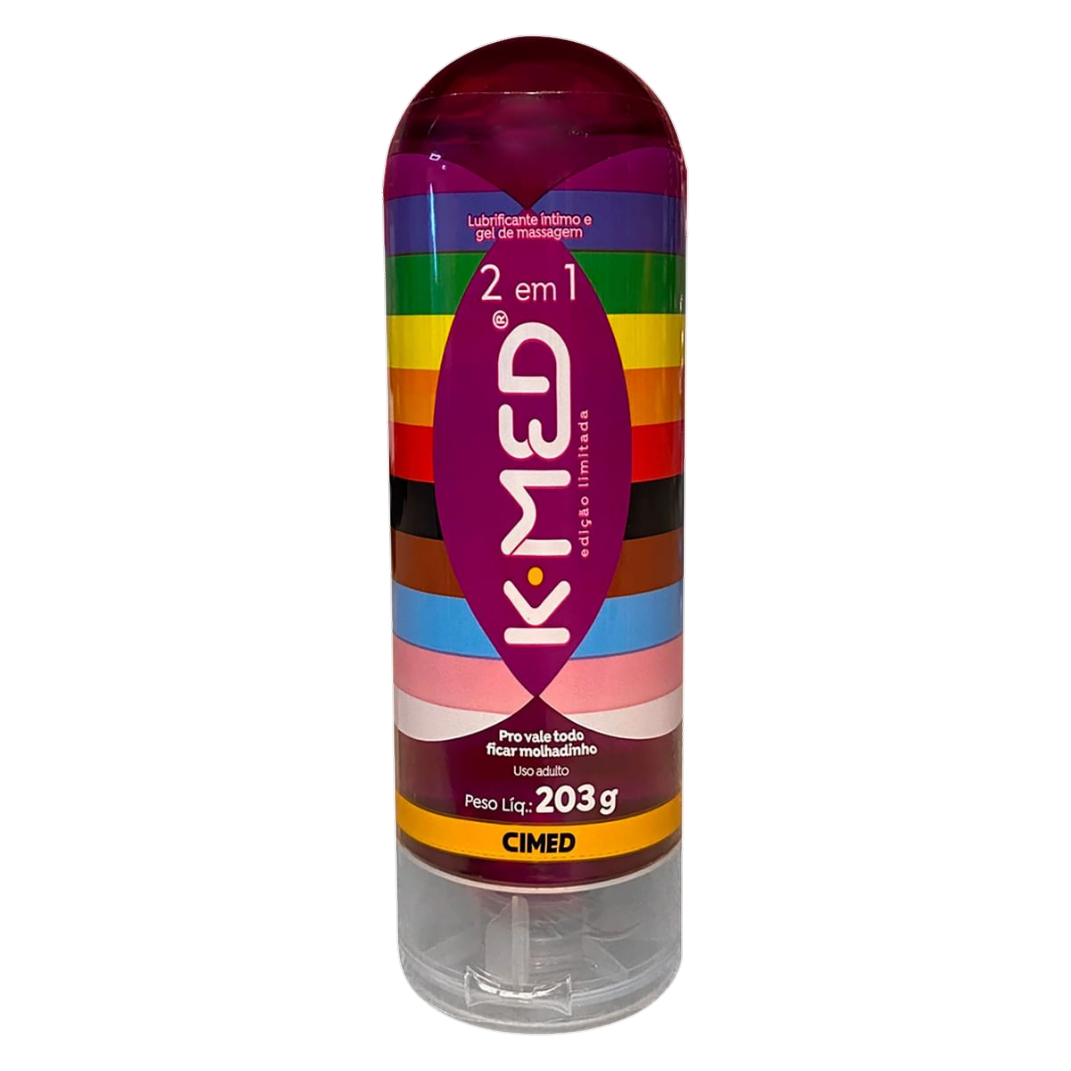 Lubrificante íntimo e
gel de massagem
2 em 1
K·MED®
edição limitada
Pro vale todo
ficar molhadinho
Uso adulto
Peso Líq.: 203g
CIMED